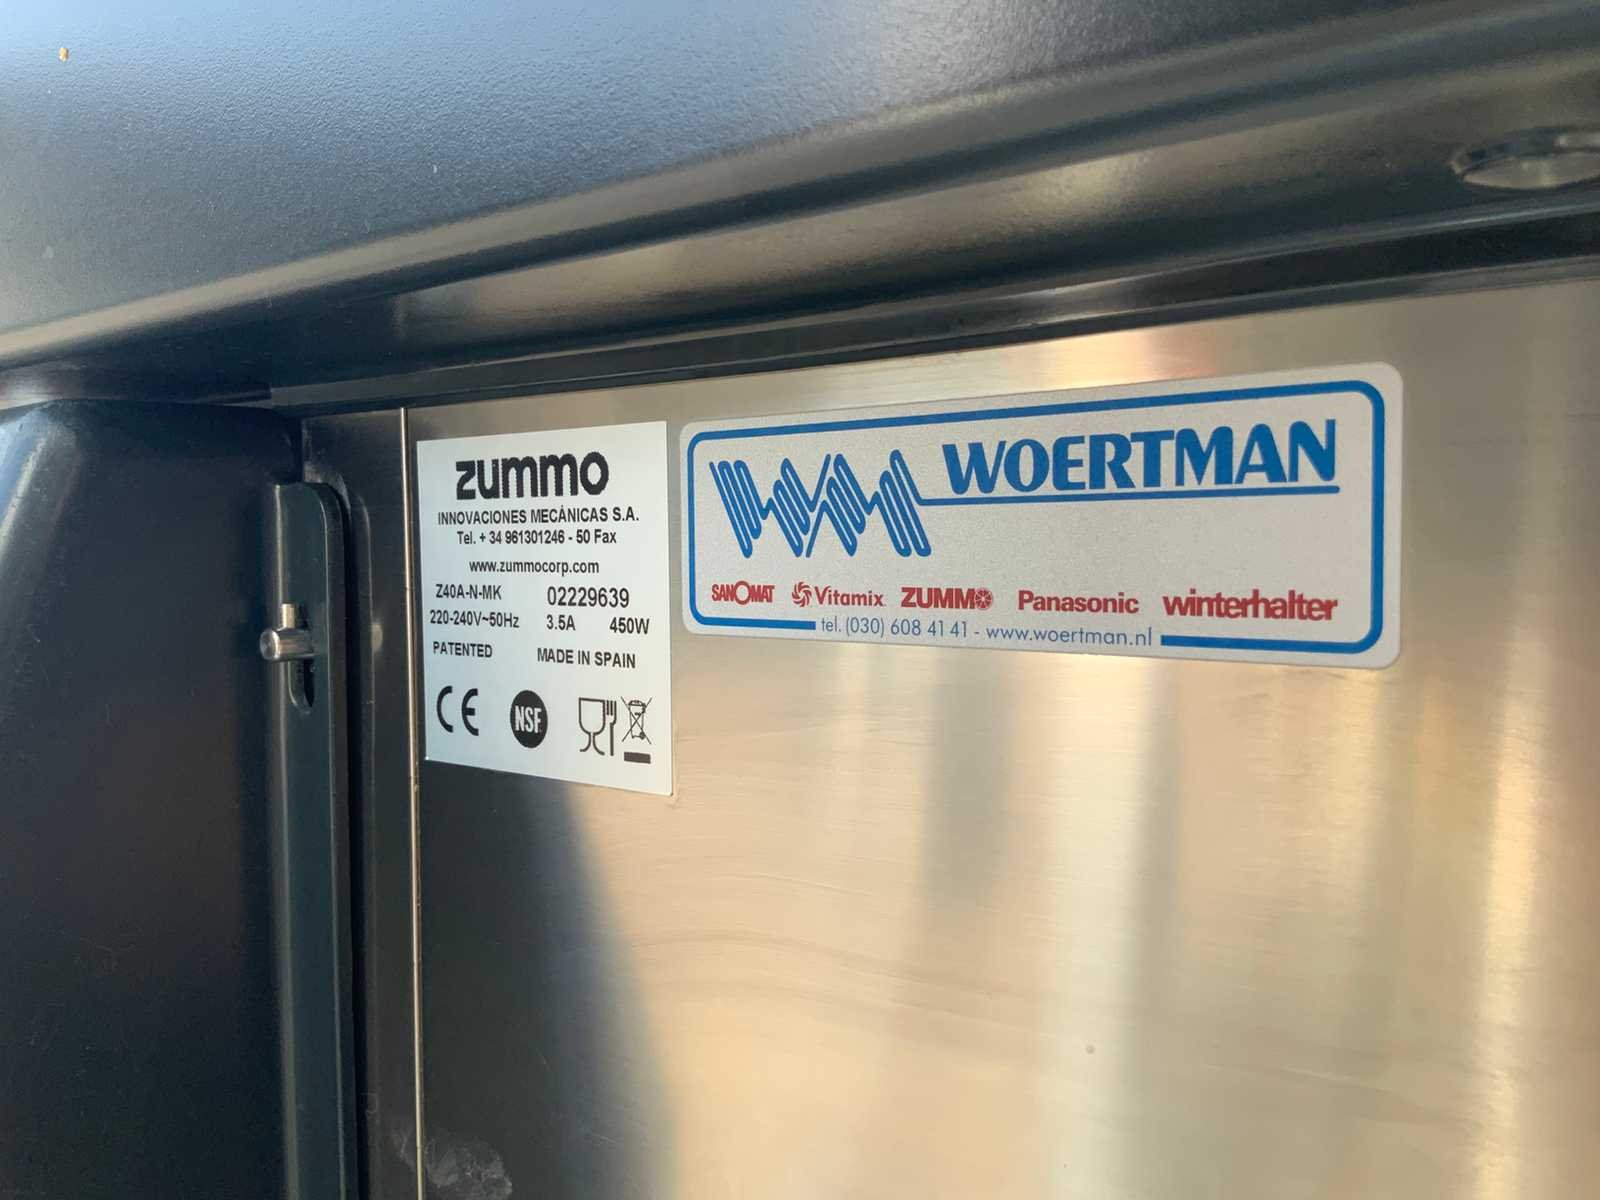 zummo
INNOVACIONES MECÁNICAS S.A.
Tel. + 34 961301246 - 50 Fax
www.zummocorp.com
Z40A-N-MK 02229639
220-240V~50Hz 3.5A 450W
PATENTED MADE IN SPAIN
CE NSF
WOERTMAN
SANOMAT Vitamix ZUMMO Panasonic winterhalter
tel. (030) 608 41 41 - www.woertman.nl